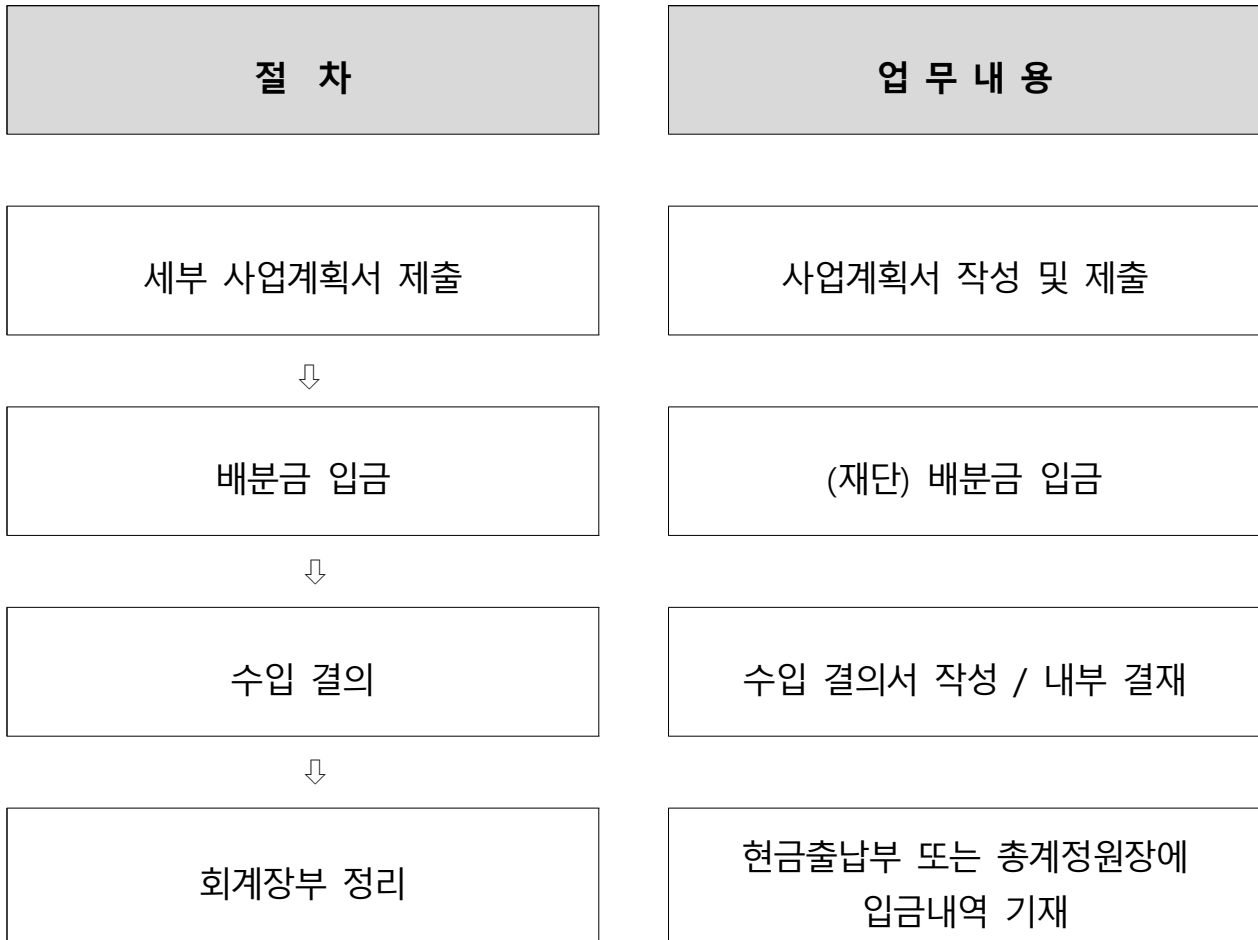 절 차
업 무 내 용
세부 사업계획서 제출
사업계획서 작성 및 제출
⇩
배분금 입금
(재단) 배분금 입금
⇩
수입 결의
수입 결의서 작성 / 내부 결재
⇩
회계장부 정리
현금출납부 또는 총계정원장에
입금내역 기재